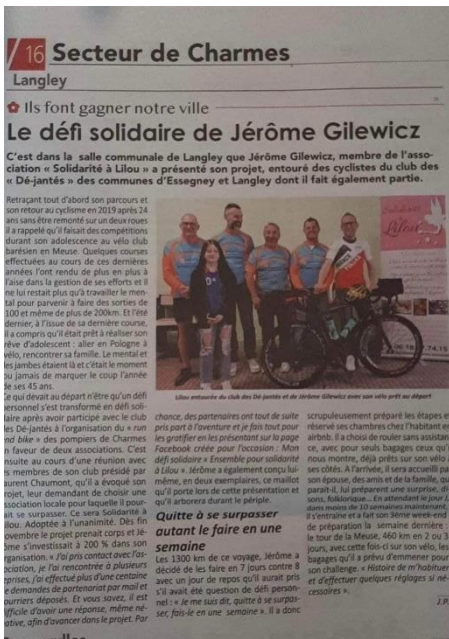 16 Secteur de Charmes
Langley
Ils font gagner notre ville
Le défi solidaire de Jérôme Gilewicz
C'est dans la salle communale de Langley que Jérôme Gilewicz, membre de l'asso-
ciation « Solidarité à Lilou » a présenté son projet, entouré des cyclistes du club des
« Dé-jantés » des communes d'Essegney et Langley dont il fait également partie.
Retraçant tout d'abord son parcours et
son retour au cyclisme en 2019 après 24
ans sans être remonté sur un deux roues
il a rappelé qu'il faisait des compétitions
durant son adolescence au vélo club
barésien en Meuse. Quelques courses
effectuées au cours de ces dernières
années l'ont rendu de plus en plus à
l'aise dans la gestion de ses efforts et il
ne lui restait plus qu'à travailler le men-
tal pour parvenir à faire des sorties de
100 et même de plus de 200km. Et l'été
dernier, à l'issue de sa dernière course,
il a compris qu'il était prêt à réaliser son
rêve d'adolescent : aller en Pologne à
vélo, rencontrer sa famille. Le mental et
les jambes étaient là et c'était le moment
ou jamais de marquer le coup l'année
de ses 45 ans.
Ce qui devait au départ n'être qu'un défi
personnel s'est transformé en défi soli-
daire après avoir participé avec le club
les Dé-jantés à l'organisation du « run
and bike » des pompiers de Charmes
en faveur de deux associations. C'est
ensuite au cours d'une réunion avec
les membres de son club présidé par
Laurent Chaumont, qu'il a évoqué son
projet, leur demandant de choisir une
association locale pour laquelle il pour-
rait se surpasser. Ce sera Solidarité à
Lilou. Adoptée à l'unanimité. Dès fin
novembre le projet prenait corps et Jé-
rôme s'investissait à 200 % dans son
organisation. « J'ai pris contact avec l'as-
sociation, je l'ai rencontrée à plusieurs
reprises, j'ai effectué plus d'une centaine
de demandes de partenariat par mail et
courriers déposés. Et vous savez, il est
difficile d'avoir une réponse, même né-
gative, afin d'avancer dans le projet. Par
Lilou
Lilou entourée du club des Dé-jantés et de Jérôme Gilewicz avec son vélo prêt au départ
chance, des partenaires ont tout de suite
pris part à l'aventure et je fais tout pour
les gratifier en les présentant sur la page
Facebook créée pour l'occasion : Mon
défi solidaire « Ensemble pour Solidarité
à Lilou ». Jérôme a également conçu lui-
même, en deux exemplaires, ce maillot
qu'il porte lors de cette présentation et
qu'il arborera durant le périple.
Quitte à se surpasser
autant le faire en une
semaine
Les 1300 km de ce voyage, Jérôme a
décidé de les faire en 7 jours contre 8
avec un jour de repos qu'il aurait pris
s'il avait été question de défi person-
nel : « Je me suis dit, quitte à se surpas-
ser, fais-le en une semaine ». Il a donc
scrupuleusement préparé les étapes et
réservé ses chambres chez l'habitant en
airbnb. Il a choisi de rouler sans assistan-
ce, avec pour seuls bagages ceux qu'il
nous montre, déjà prêts sur son vélo à
ses côtés. A l'arrivée, il sera accueilli par
son épouse, des amis et de la famille, qui
paraît-il, lui préparent une surprise, di-
sons, folklorique... En attendant le jour J,
dans moins de 10 semaines maintenant,
il s'entraîne et a fait son 3ème week-end
de préparation la semaine dernière :
le tour de la Meuse, 460 km en 2 ou 3
jours, avec cette fois-ci sur son vélo, les
bagages qu'il a prévu d'emmener pour
son challenge. « Histoire de m'habituer
et d'effectuer quelques réglages si né-
cessaires ».
J.P.